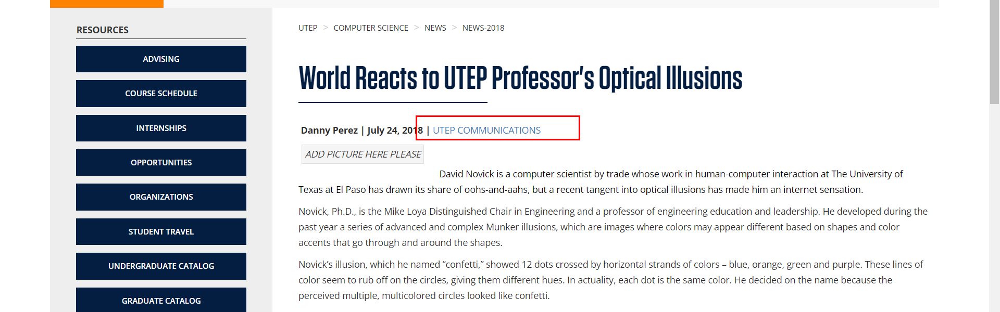 RESOURCES
ADVISING
COURSE SCHEDULE
INTERNSHIPS
OPPORTUNITIES
ORGANIZATIONS
STUDENT TRAVEL
UNDERGRADUATE CATALOG
GRADUATE CATALOG
UTEP > COMPUTER SCIENCE > NEWS > NEWS-2018
World Reacts to UTEP Professor's Optical Illusions
Danny Perez | July 24, 2018 | UTEP COMMUNICATIONS
ADD PICTURE HERE PLEASE
David Novick is a computer scientist by trade whose work in human-computer interaction at The University of
Texas at El Paso has drawn its share of oohs-and-aahs, but a recent tangent into optical illusions has made him an internet sensation.
Novick, Ph.D., is the Mike Loya Distinguished Chair in Engineering and a professor of engineering education and leadership. He developed during the
past year a series of advanced and complex Munker illusions, which are images where colors may appear different based on shapes and color
accents that go through and around the shapes.
Novick’s illusion, which he named “confetti,” showed 12 dots crossed by horizontal strands of colors – blue, orange, green and purple. These lines of
color seem to rub off on the circles, giving them different hues. In actuality, each dot is the same color. He decided on the name because the
perceived multiple, multicolored circles looked like confetti.